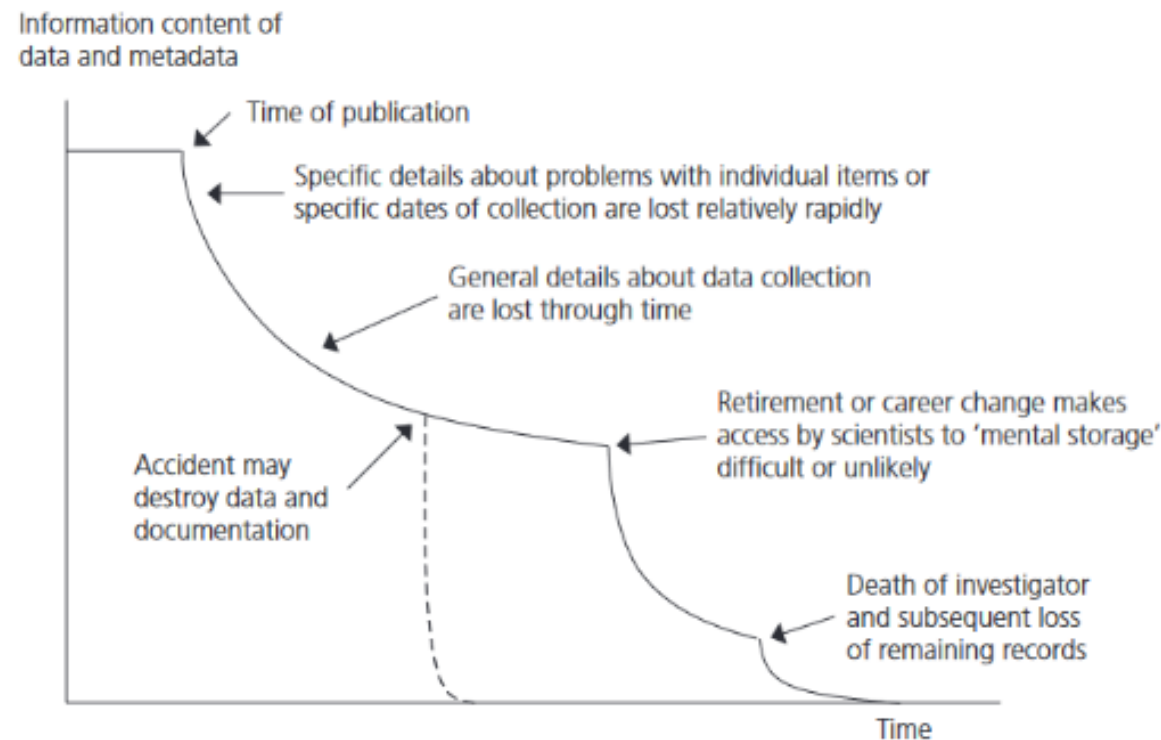 Information content of
data and metadata
Time of publication
Specific details about problems with individual items or
specific dates of collection are lost relatively rapidly
General details about data collection
are lost through time
Retirement or career change makes
access by scientists to ‘mental storage’
difficult or unlikely
Accident may
destroy data and
documentation
Death of investigator
and subsequent loss
of remaining records
Time